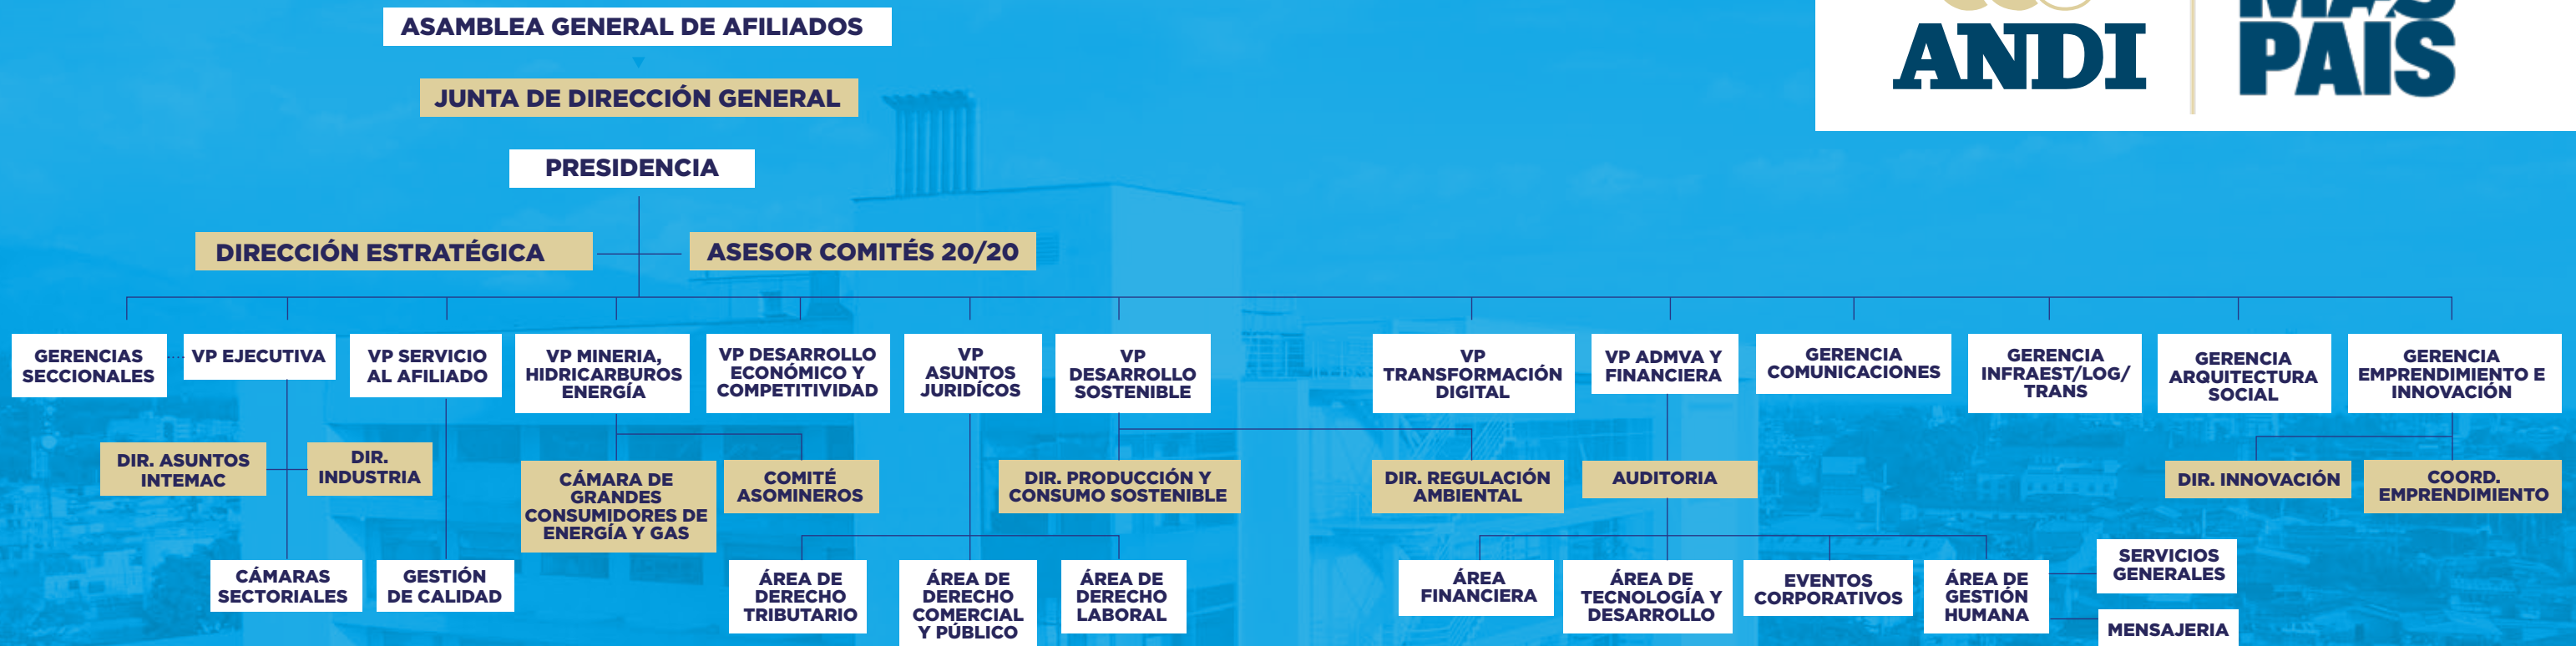 ASAMBLEA GENERAL DE AFILIADOS
JUNTA DE DIRECCIÓN GENERAL
PRESIDENCIA
DIRECCIÓN ESTRATÉGICA
ASESOR COMITÉS 20/20
ANDI
MÁS
PAÍS
GERENCIAS
SECCIONALES
VP EJECUTIVA
VP SERVICIO
AL AFILIADO
VP MINERIA,
HIDRICARBUROS
ENERGÍA
VP DESARROLLO
ECONÓMICO Y
COMPETITIVIDAD
VP
ASUNTOS
JURIDÍCOS
VP
DESARROLLO
SOSTENIBLE
VP
TRANSFORMACIÓN
DIGITAL
VP ADMVA Y
FINANCIERA
GERENCIA
COMUNICACIONES
GERENCIA
INFRAEST/LOG/
TRANS
GERENCIA
ARQUITECTURA
SOCIAL
GERENCIA
EMPRENDIMIENTO E
INNOVACIÓN
DIR. ASUNTOS
INTEMAC
DIR.
INDUSTRIA
CÁMARA DE
GRANDES
CONSUMIDORES DE
ENERGÍA Y GAS
COMITÉ
ASOMINEROS
DIR. PRODUCCIÓN Y
CONSUMO SOSTENIBLE
DIR. REGULACIÓN
AMBIENTAL
AUDITORIA
DIR. INNOVACIÓN
COORD.
EMPRENDIMIENTO
CÁMARAS
SECTORIALES
GESTIÓN
DE CALIDAD
ÁREA DE
DERECHO
TRIBUTARIO
ÁREA DE
DERECHO
COMERCIAL
Y PÚBLICO
ÁREA DE
DERECHO
LABORAL
ÁREA
FINANCIERA
ÁREA DE
TECNOLOGÍA Y
DESARROLLO
EVENTOS
CORPORATIVOS
ÁREA DE
GESTIÓN
HUMANA
SERVICIOS
GENERALES
MENSAJERIA